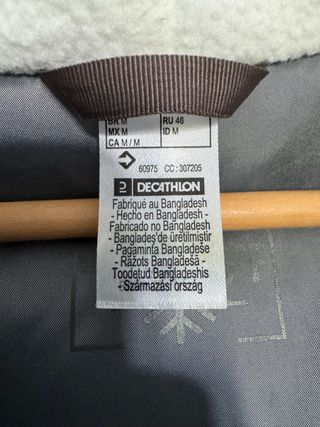 BR M
RU 46
MX M
ID M
CA M / M
60975 CC : 307205
DECATHLON
Fabriqué au Bangladesh
- Hecho en Bangladesh -
Fabricado no Bangladesh
- Bangladeş'de üretilmiştir
- Pagaminta Bangladeše
- Ražots Bangladešā -
Toodetud Bangladeshis
- Származási ország